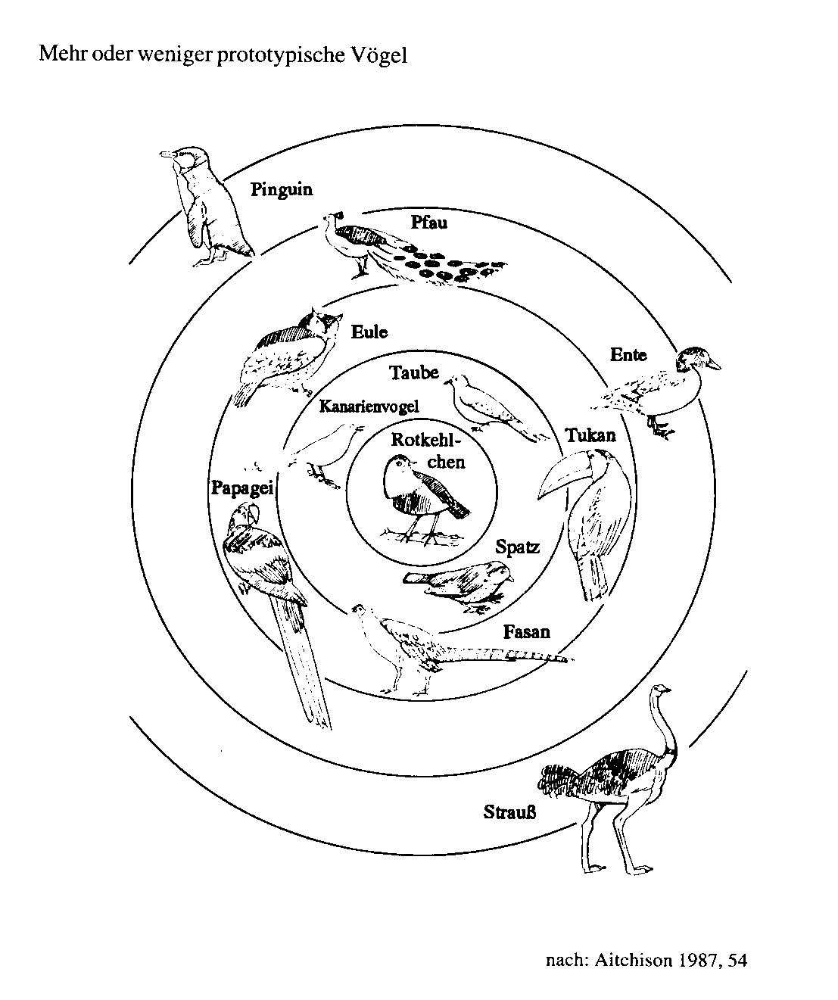 Mehr oder weniger prototypische Vögel
Pinguin
Pfau
Eule
Ente
Taube
Kanarienvogel
Tukan
Rotkehl-
chen
Papagei
Spatz
Fasan
Strauß
nach: Aitchison 1987, 54